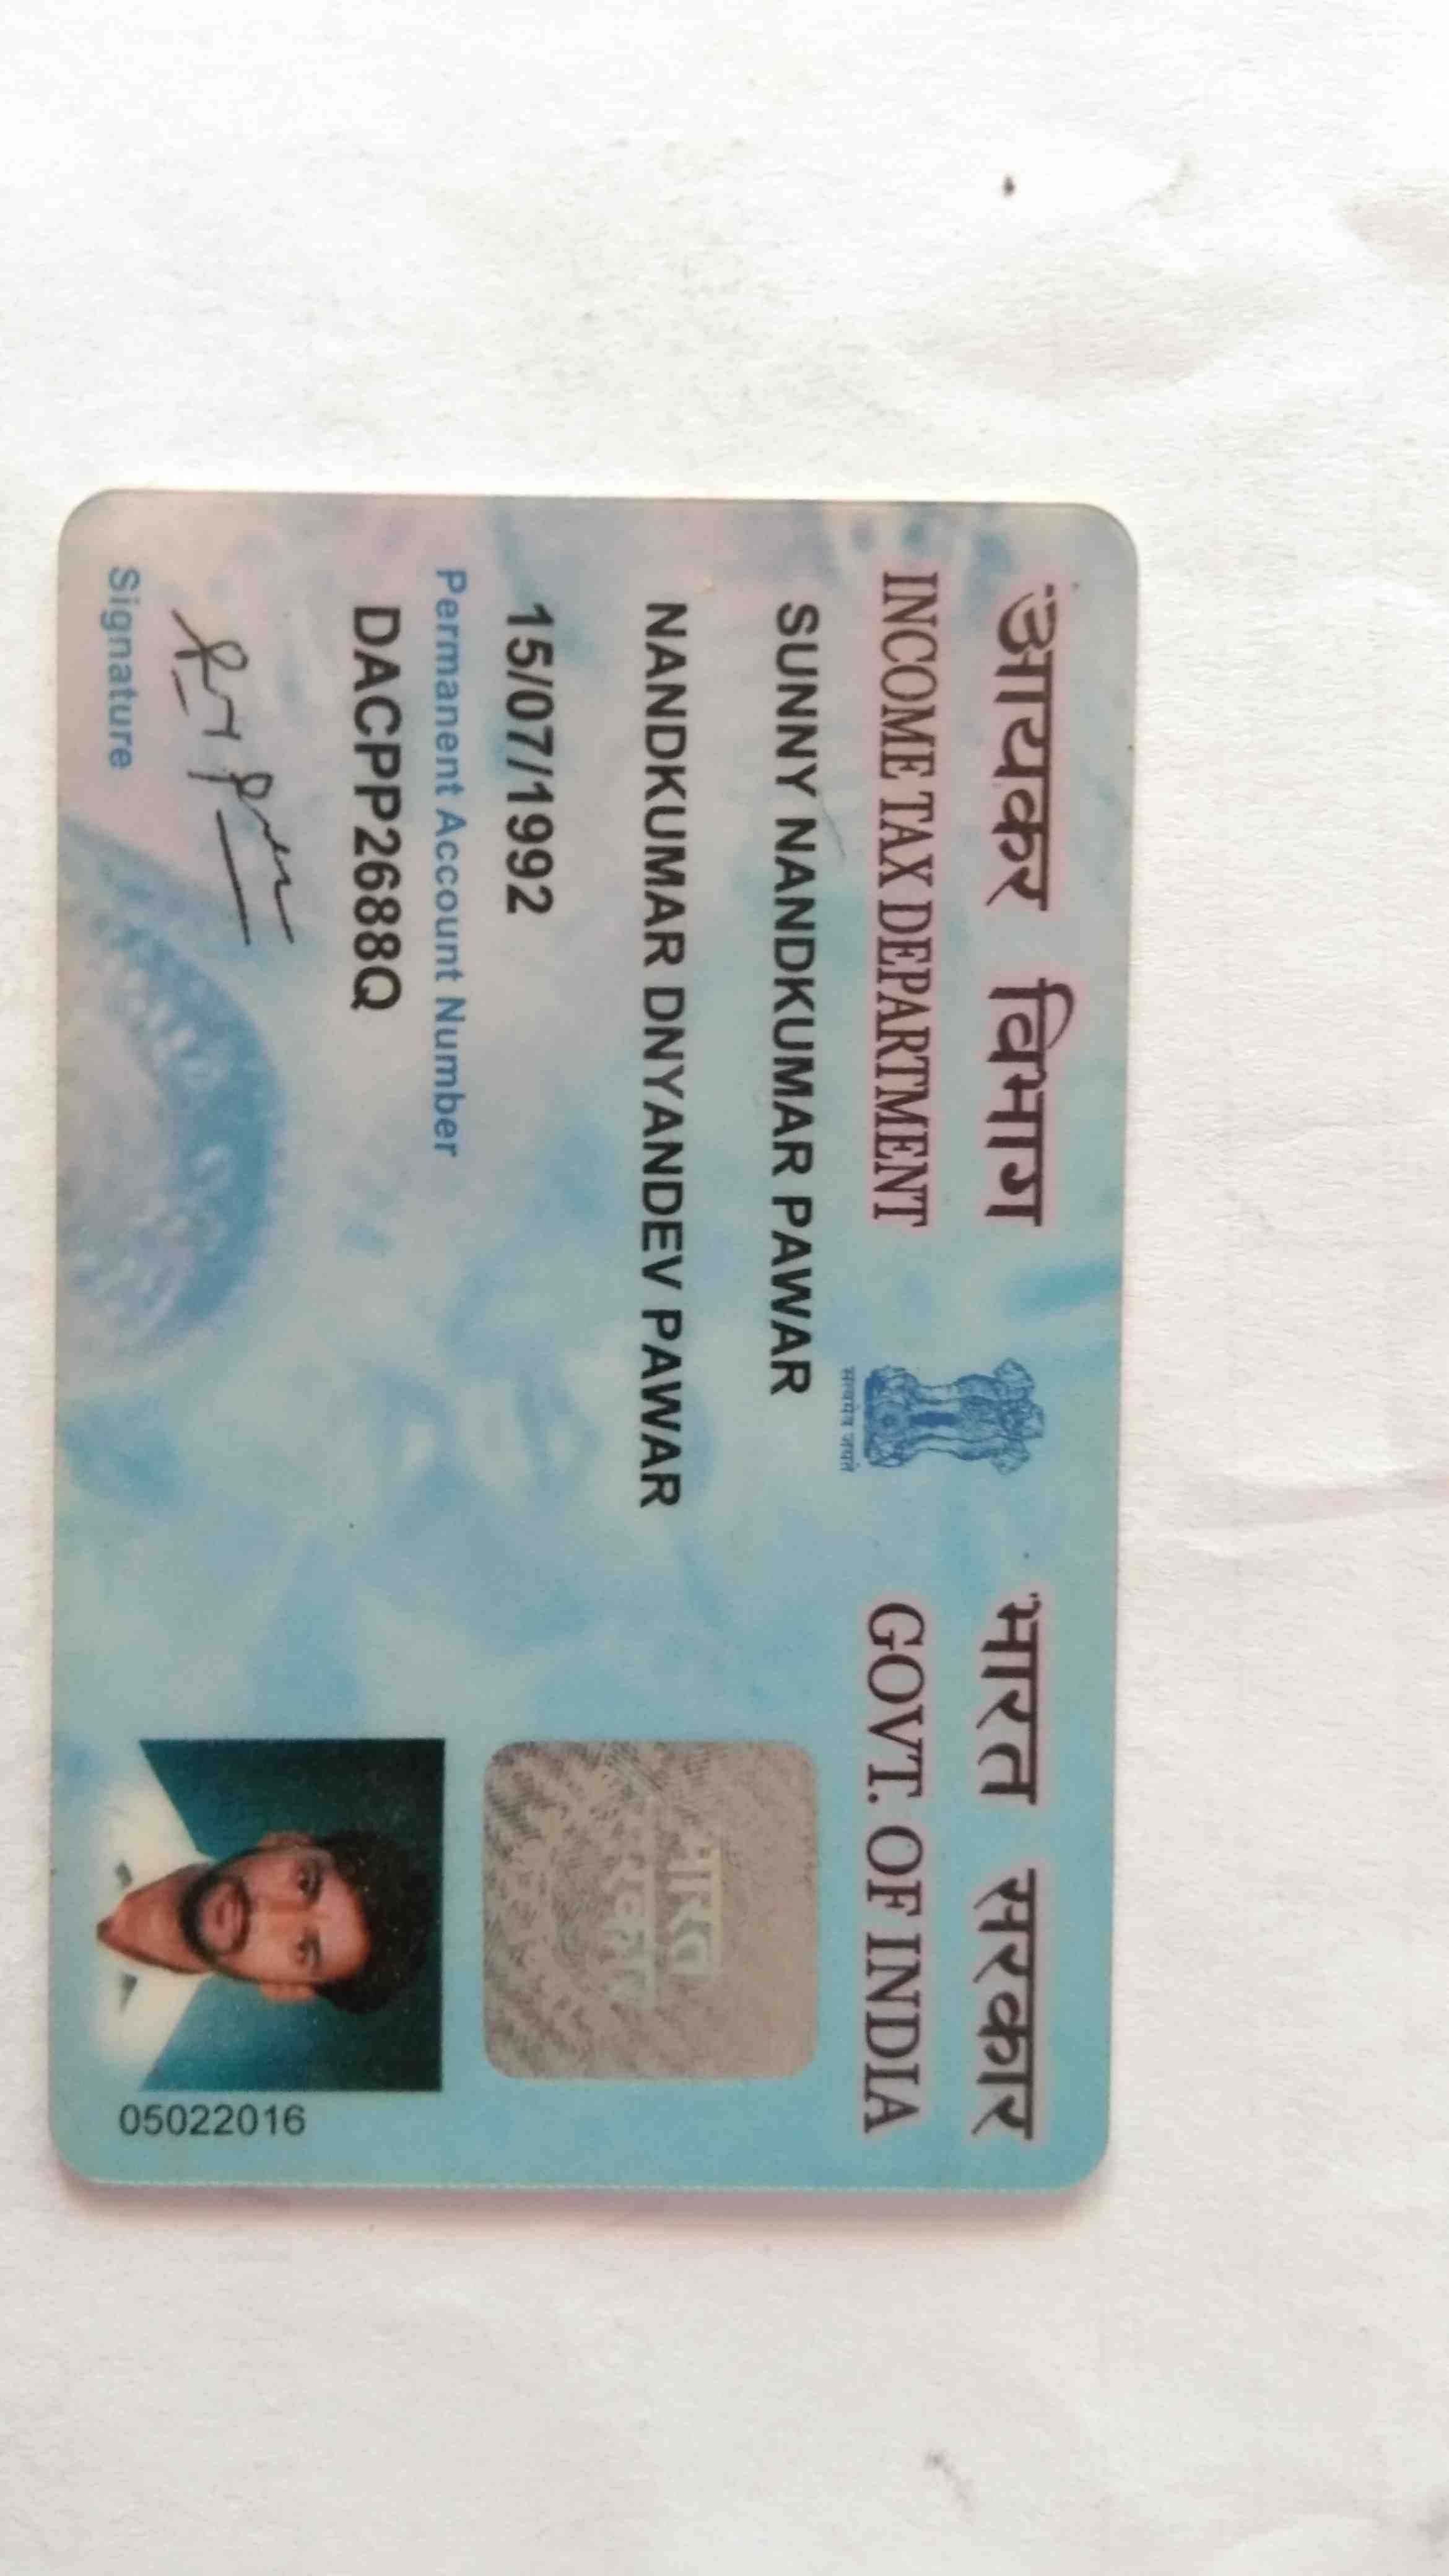 आयकर विभाग
INCOME TAX DEPARTMENT
सत्यमेव जयते
भारत सरकार
GOVT. OF INDIA
SUNNY NANDKUMAR PAWAR
NANDKUMAR DNYANDEV PAWAR
15/07/1992
Permanent Account Number
DACPP2688Q
Signature
भारत
05022016